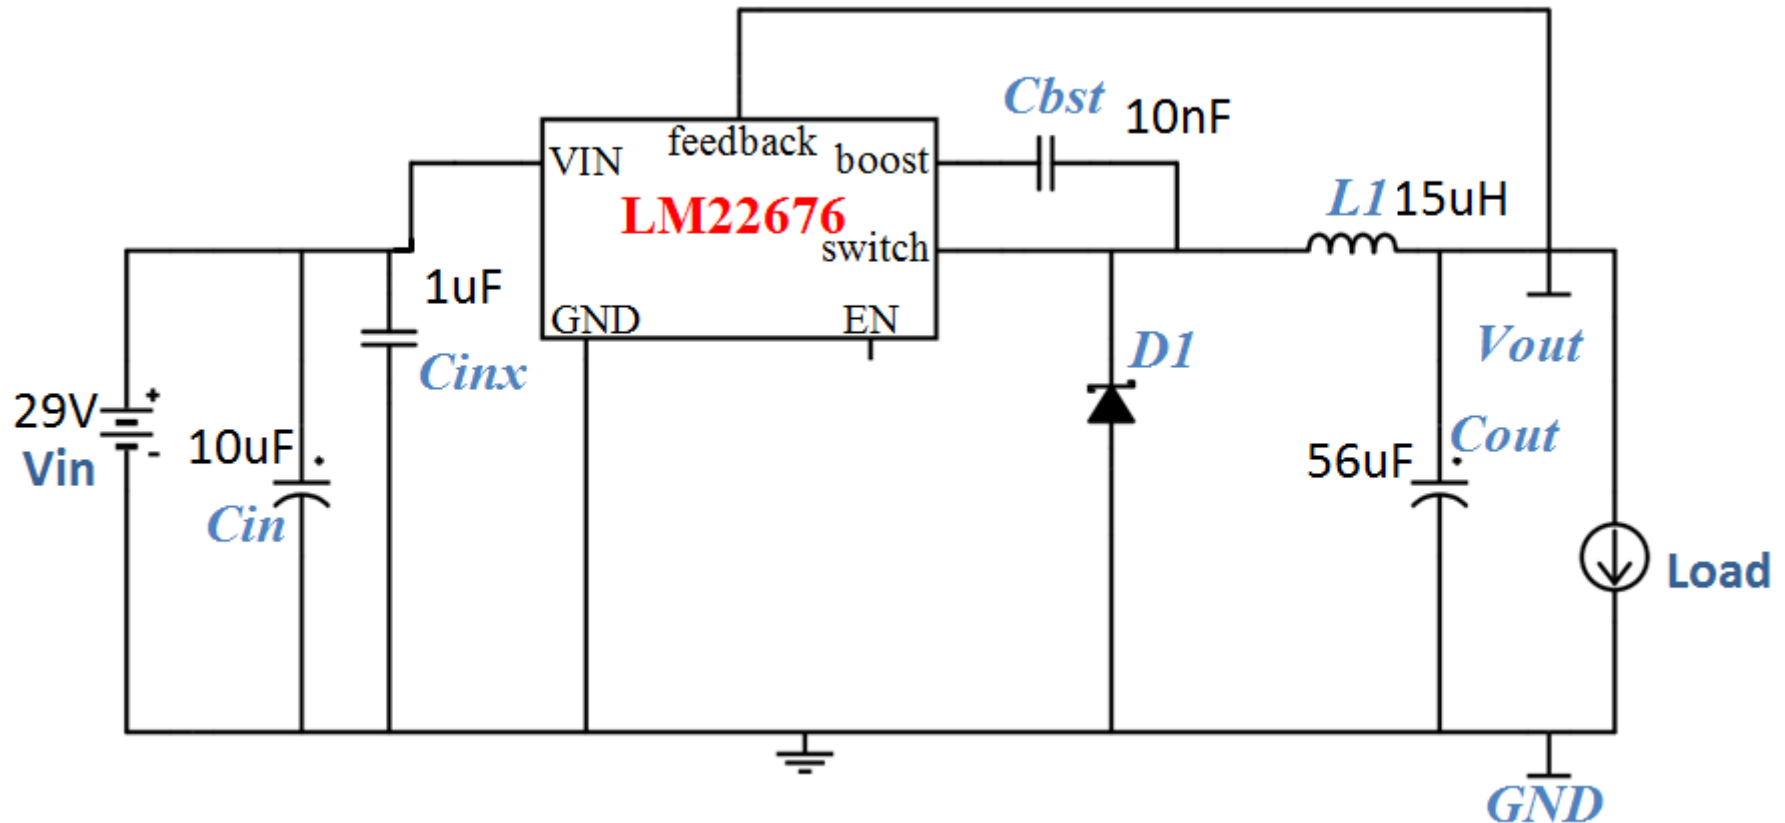 Cbst 10nF
feedback
VIN
boost
LM22676
L1 15uH
switch
1uF
GND
EN
Cinx
D1
Vout
29V
+
Vin
-
10uF
Cin
Cout
56uF
Load
GND